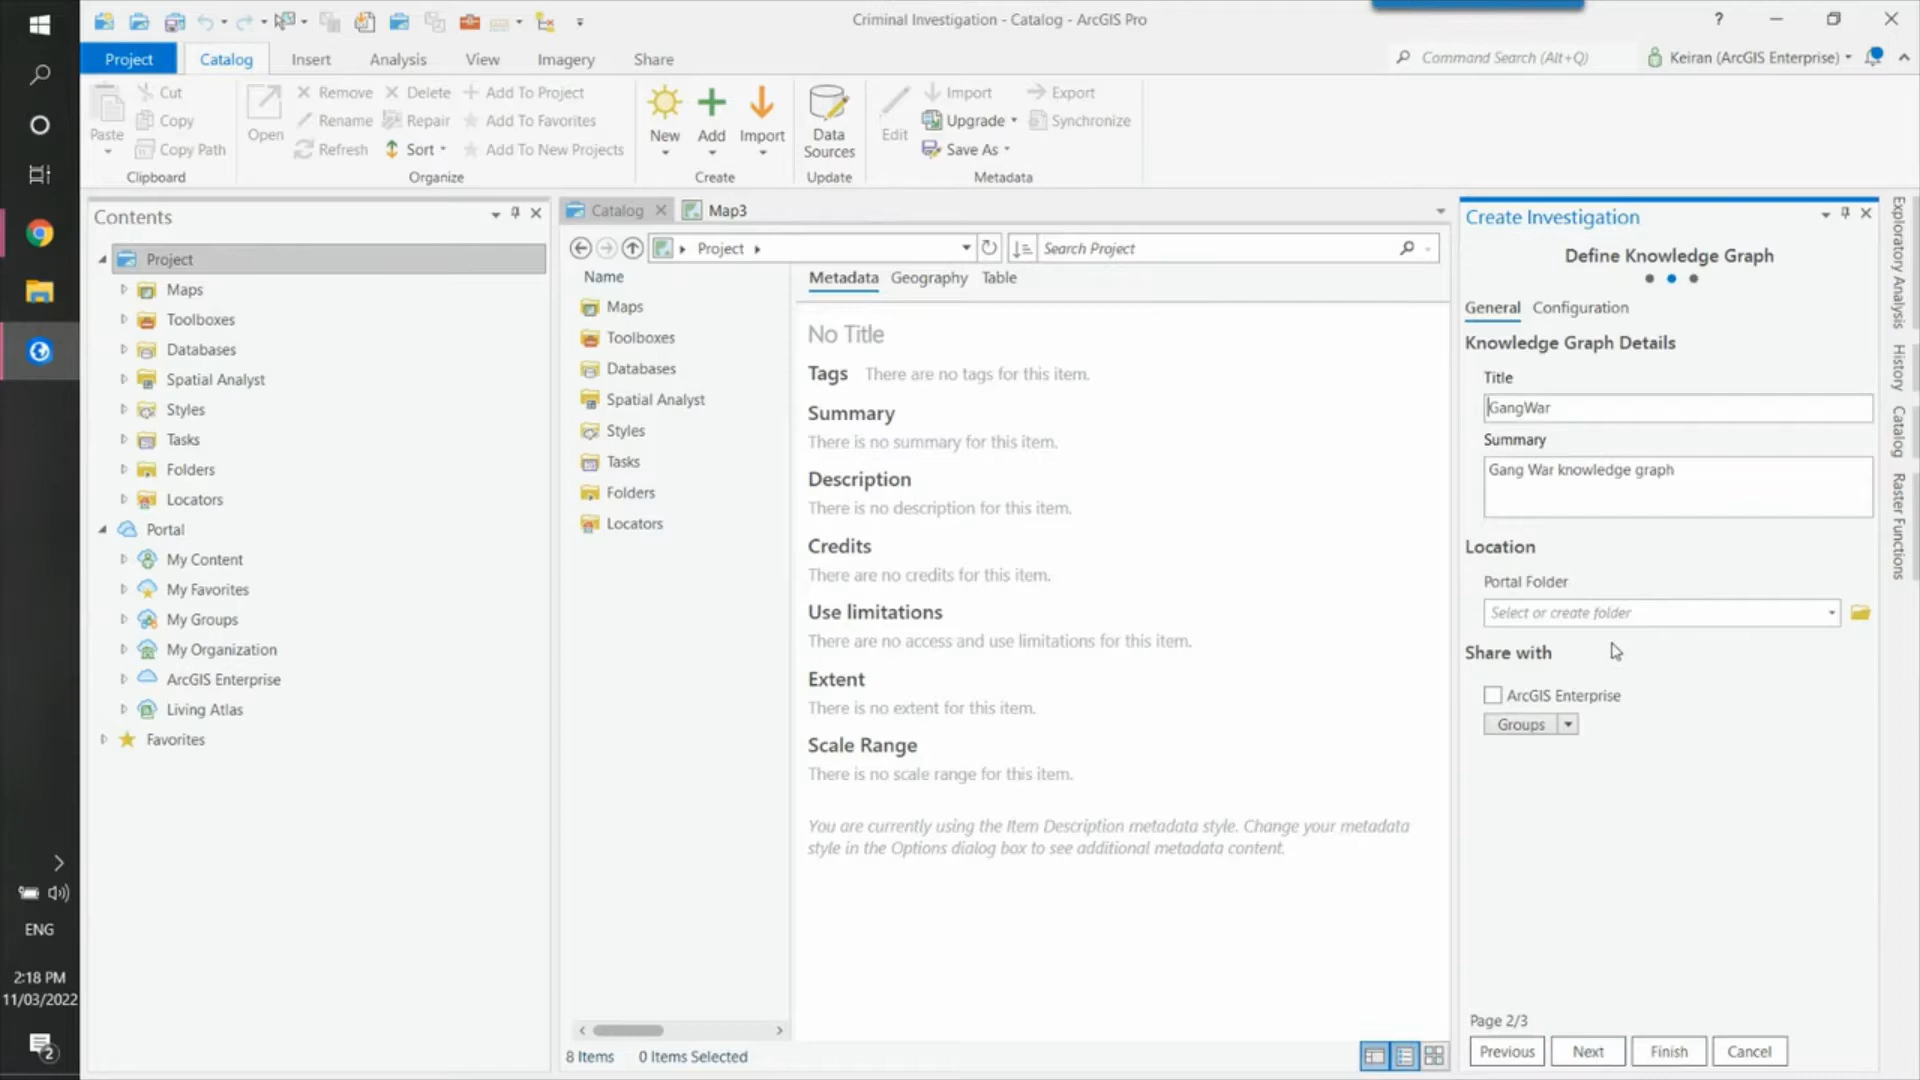 Criminal Investigation - Catalog - ArcGIS Pro
?
Project
Catalog
Insert
Analysis
View
Imagery
Share
Command Search (Alt+Q)
Keiran (ArcGIS Enterprise)
Paste
Cut
Copy
Copy Path
Clipboard
Open
Remove
Delete
Add To Project
Rename
Repair
Add To Favorites
Refresh
Sort
Add To New Projects
Organize
New
Add
Import
Create
Data
Sources
Update
Edit
Import
Export
Upgrade
Synchronize
Save As
Metadata
Contents
Project
Maps
Toolboxes
Databases
Spatial Analyst
Styles
Tasks
Folders
Locators
Portal
My Content
My Favorites
My Groups
My Organization
ArcGIS Enterprise
Living Atlas
Favorites
Catalog
Map3
Project
Search Project
Name
Maps
Toolboxes
Databases
Spatial Analyst
Styles
Tasks
Folders
Locators
Metadata
Geography
Table
No Title
Tags There are no tags for this item.
Summary
There is no summary for this item.
Description
There is no description for this item.
Credits
There are no credits for this item.
Use limitations
There are no access and use limitations for this item.
Extent
There is no extent for this item.
Scale Range
There is no scale range for this item.
You are currently using the Item Description metadata style. Change your metadata
style in the Options dialog box to see additional metadata content.
8 Items
0 Items Selected
Create Investigation
Define Knowledge Graph
General
Configuration
Knowledge Graph Details
Title
GangWar
Summary
Gang War knowledge graph
Location
Portal Folder
Select or create folder
Share with
ArcGIS Enterprise
Groups
Page 2/3
Previous
Next
Finish
Cancel
Exploratory Analysis
History
Catalog
Raster Functions
ENG
2:18 PM
11/03/2022
2